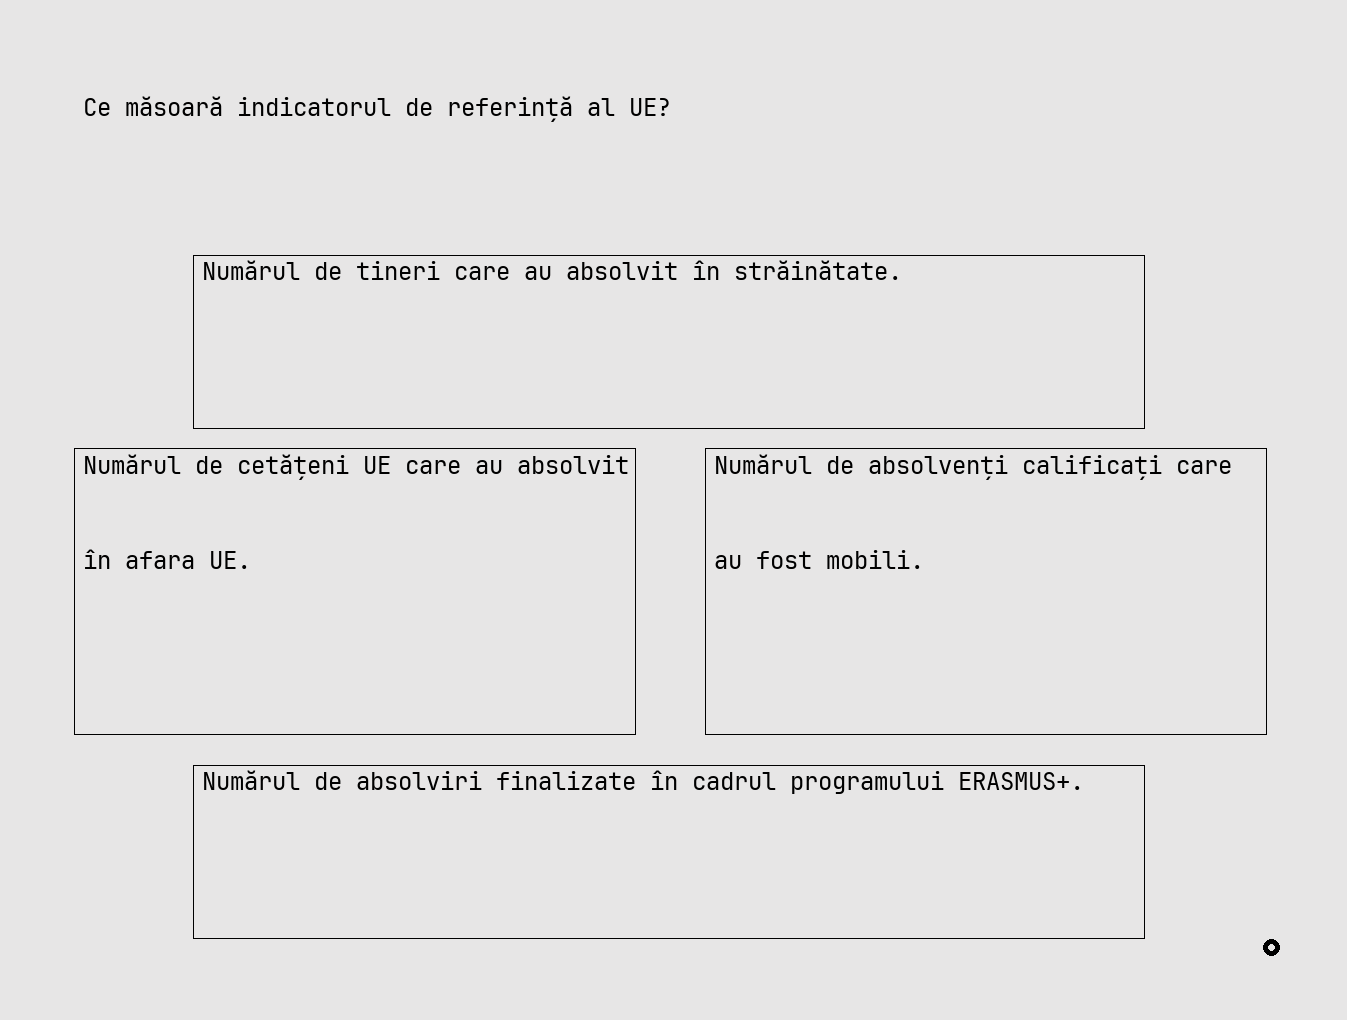 Ce măsoară indicatorul de referință al UE?
Numărul de tineri care au absolvit în străinătate.
Numărul de cetățeni UE care au absolvit
în afara UE.
Numărul de absolvenți calificați care
au fost mobili.
Numărul de absolviri finalizate în cadrul programului ERASMUS+.